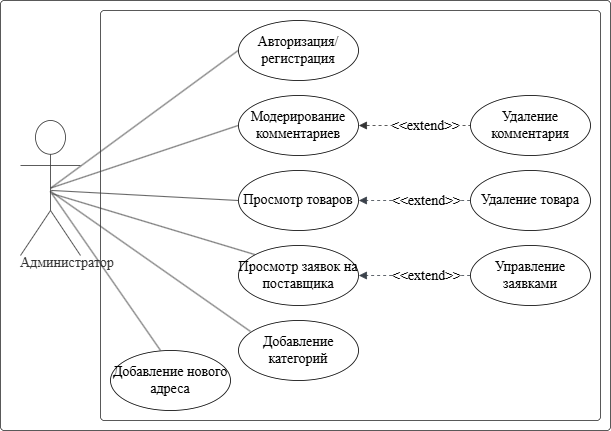 Авторизация/
регистрация
Модерирование
комментариев
<<extend>>
Удаление
комментария
Просмотр товаров
<<extend>>
Удаление товара
Администратор
Просмотр заявок на
поставщика
<<extend>>
Управление
заявками
Добавление
категорий
Добавление нового
адреса